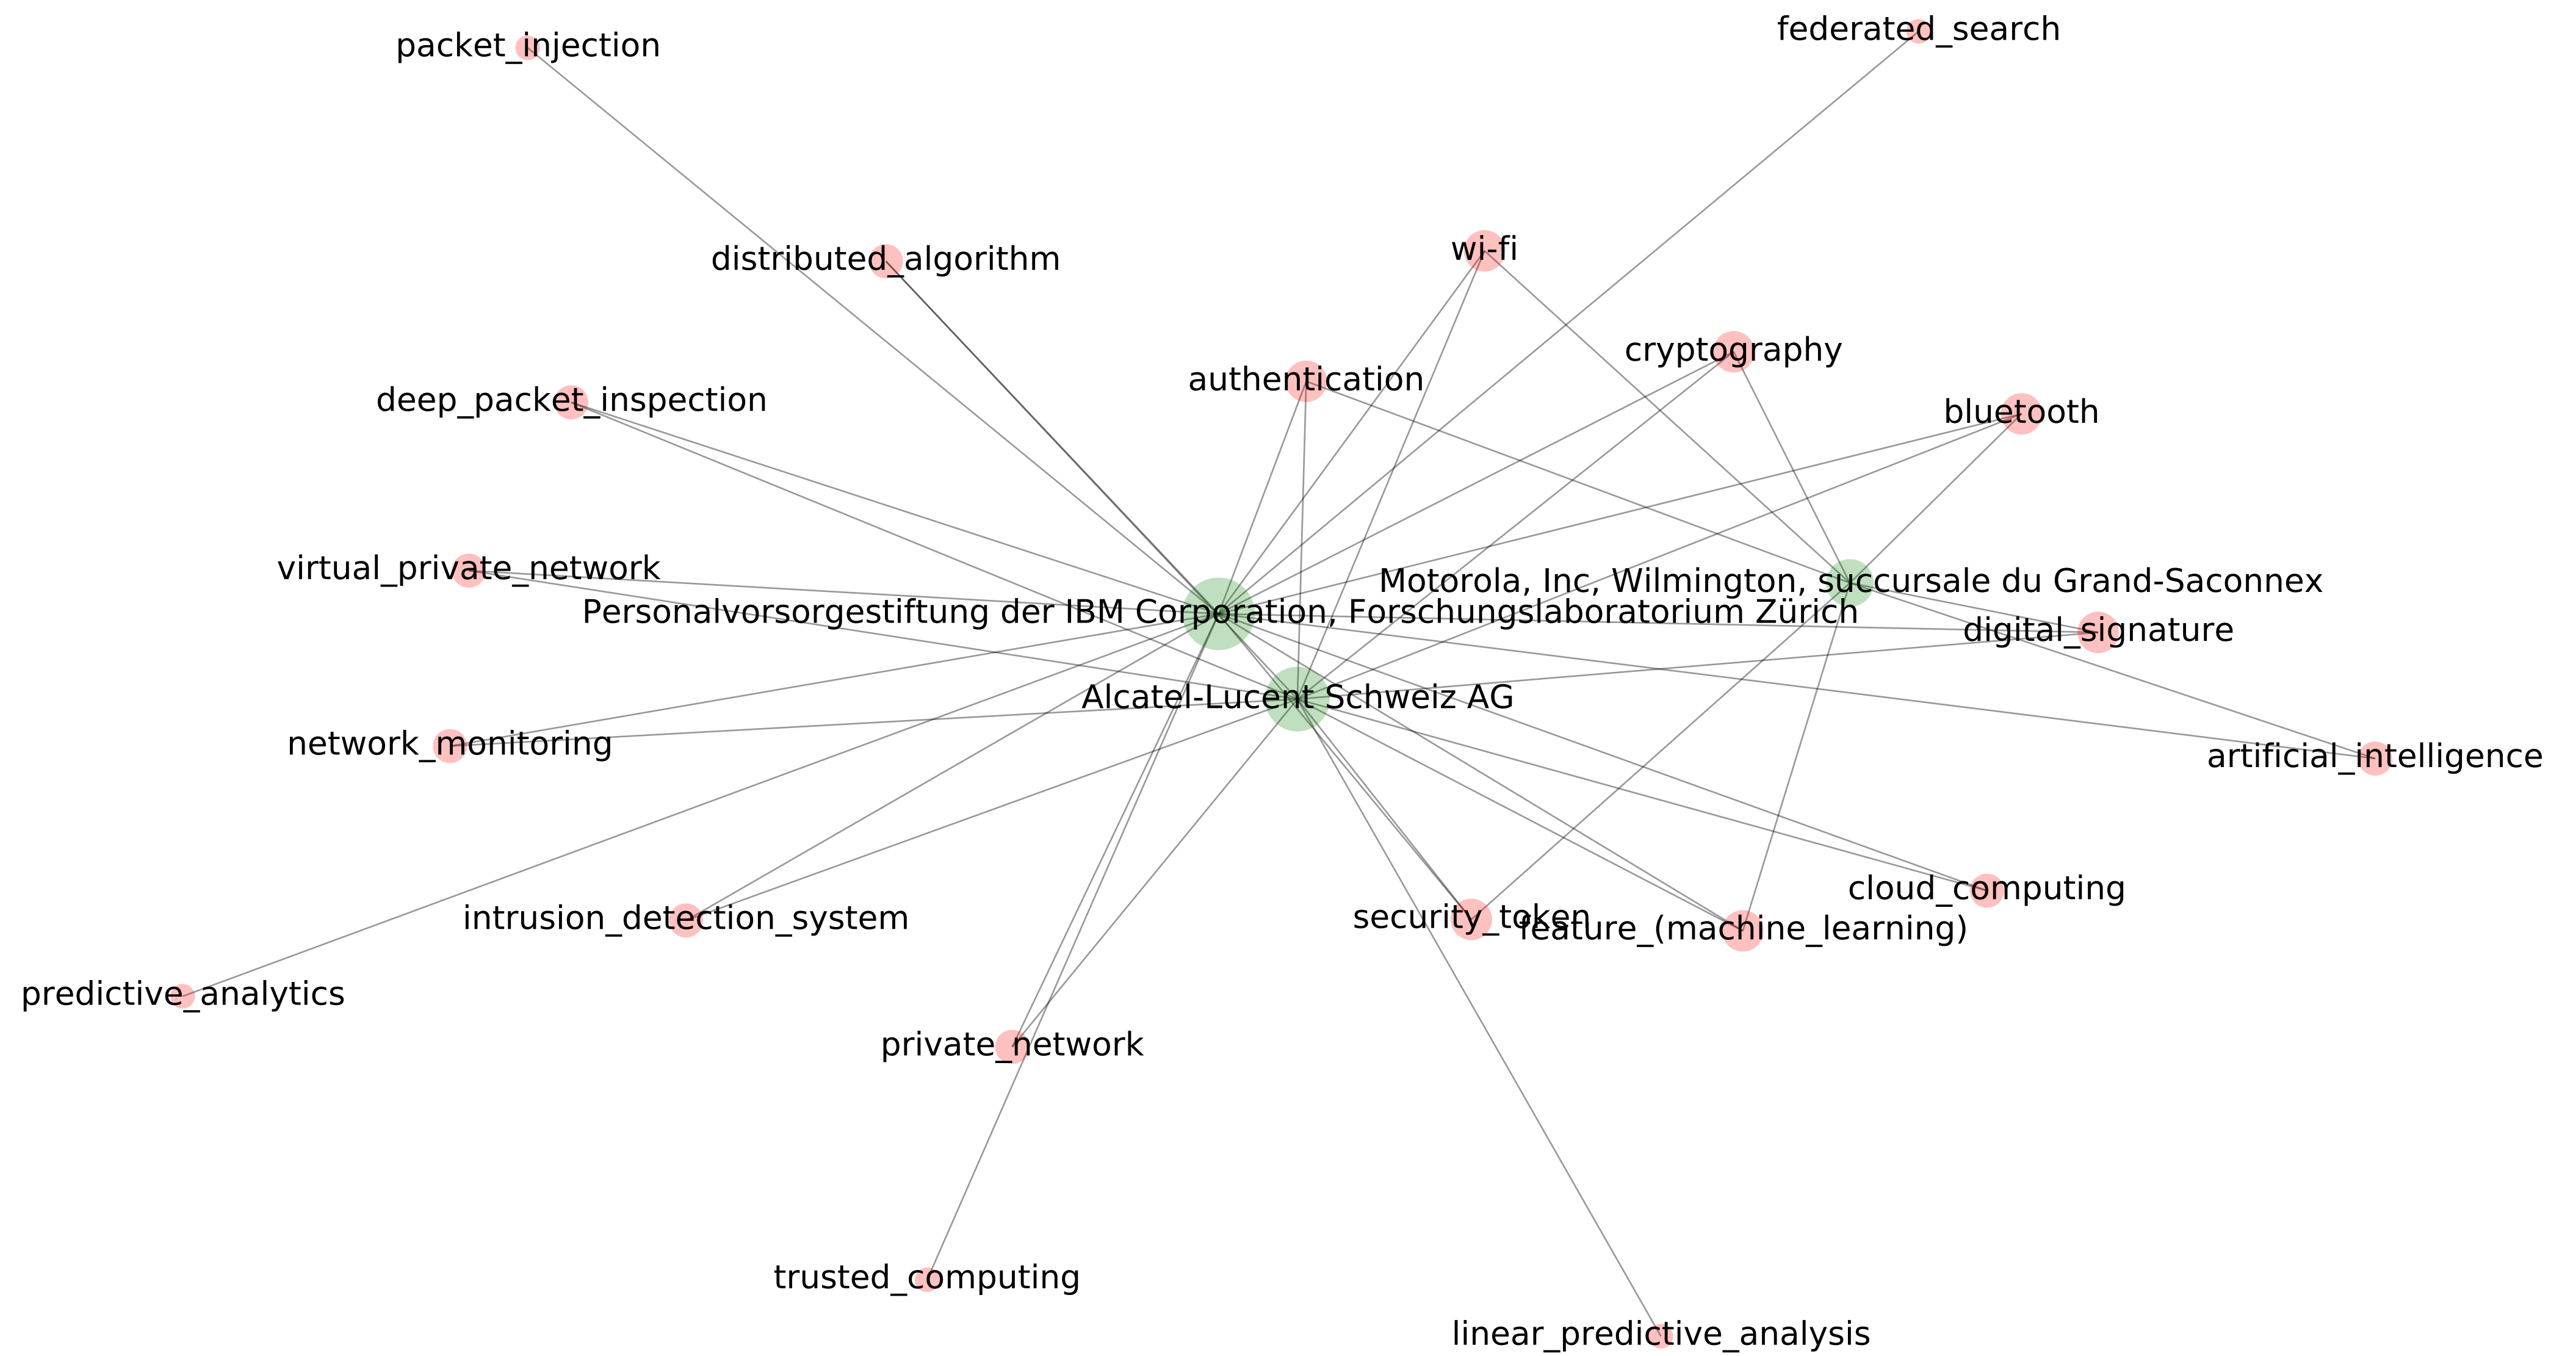 federated_search
packet_injection
wi-fi
distributed_algorithm
cryptography
authentication
deep_packet_inspection
bluetooth
virtual_private_network
Motorola, Inc, Wilmington, succursale du Grand-Saconnex
Personalvorsorgestiftung der IBM Corporation, Forschungslaboratorium Zürich
digital_signature
Alcatel-Lucent Schweiz AG
network_monitoring
artificial_intelligence
cloud_computing
intrusion_detection_system
security_token
feature_(machine_learning)
predictive_analytics
private_network
trusted_computing
linear_predictive_analysis